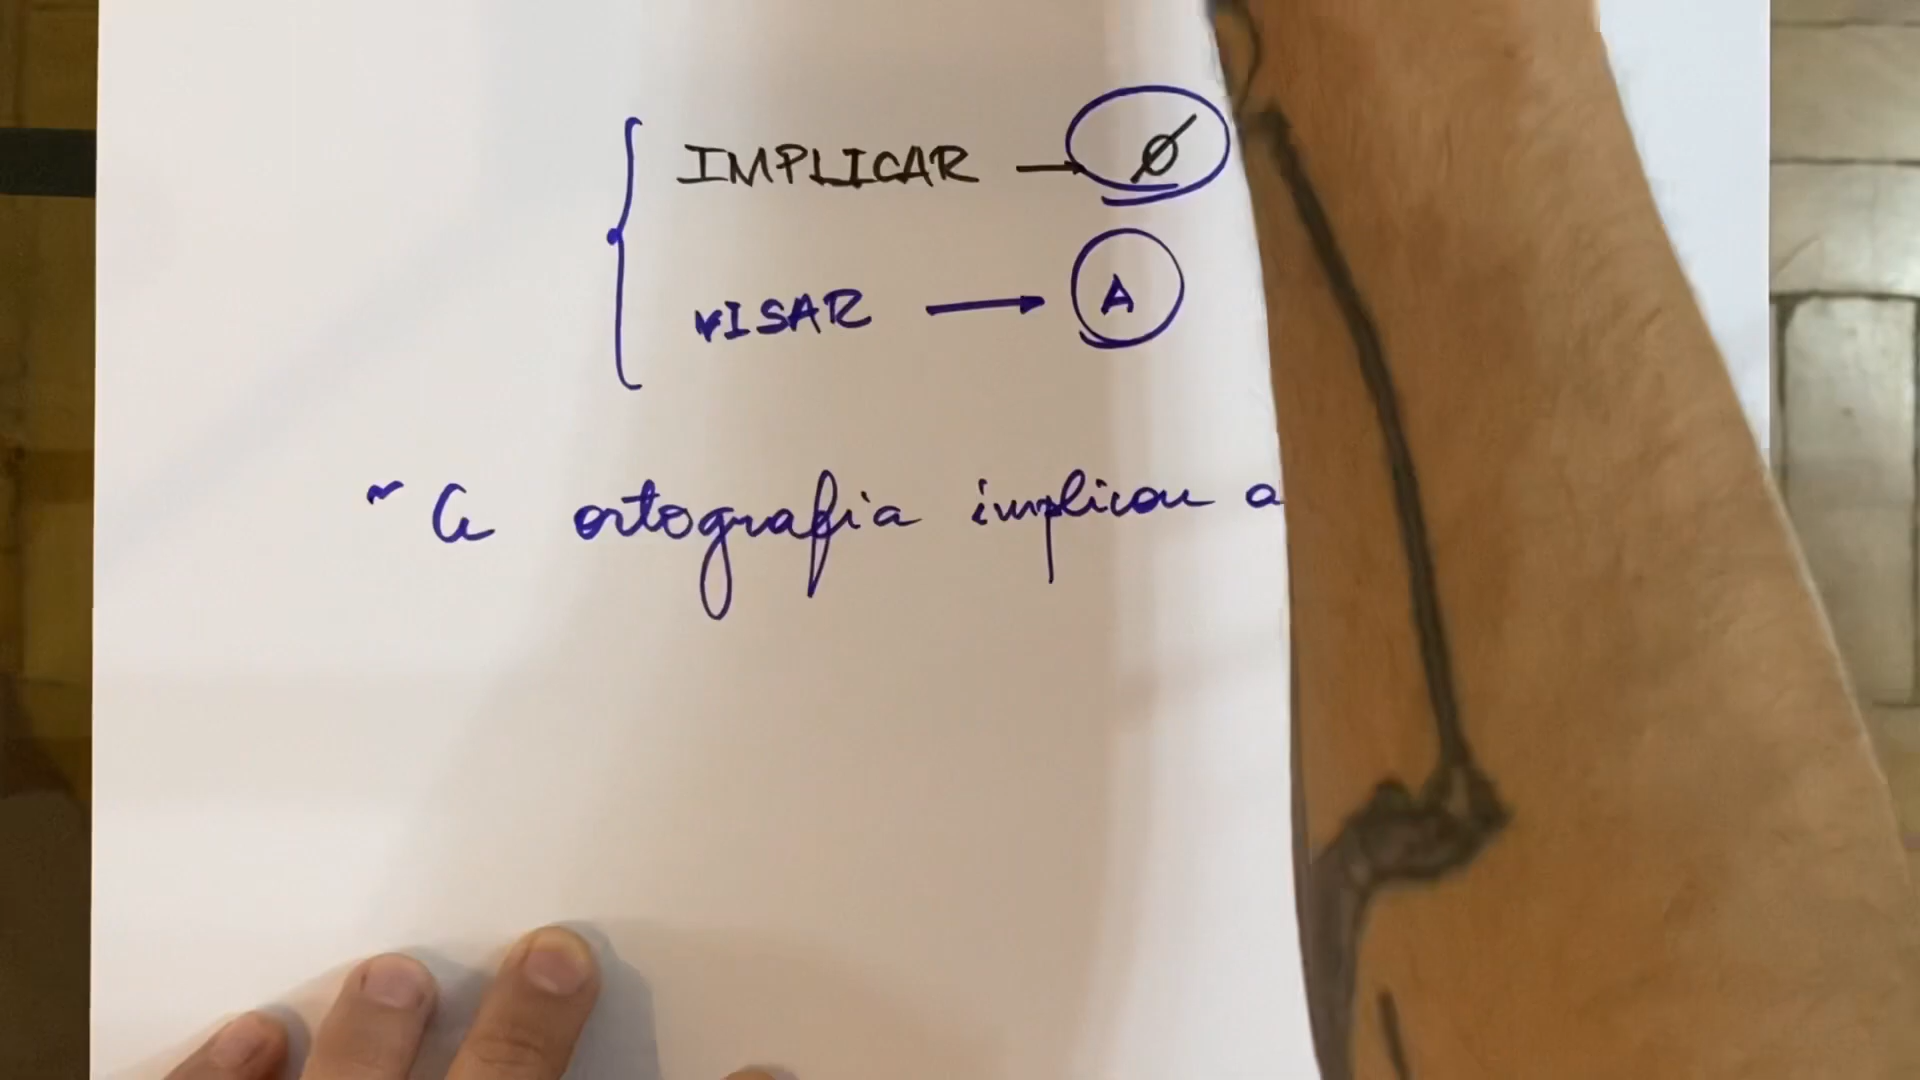 IMPLICAR → Ø
VISAR → A
~ A ortografia implicou a